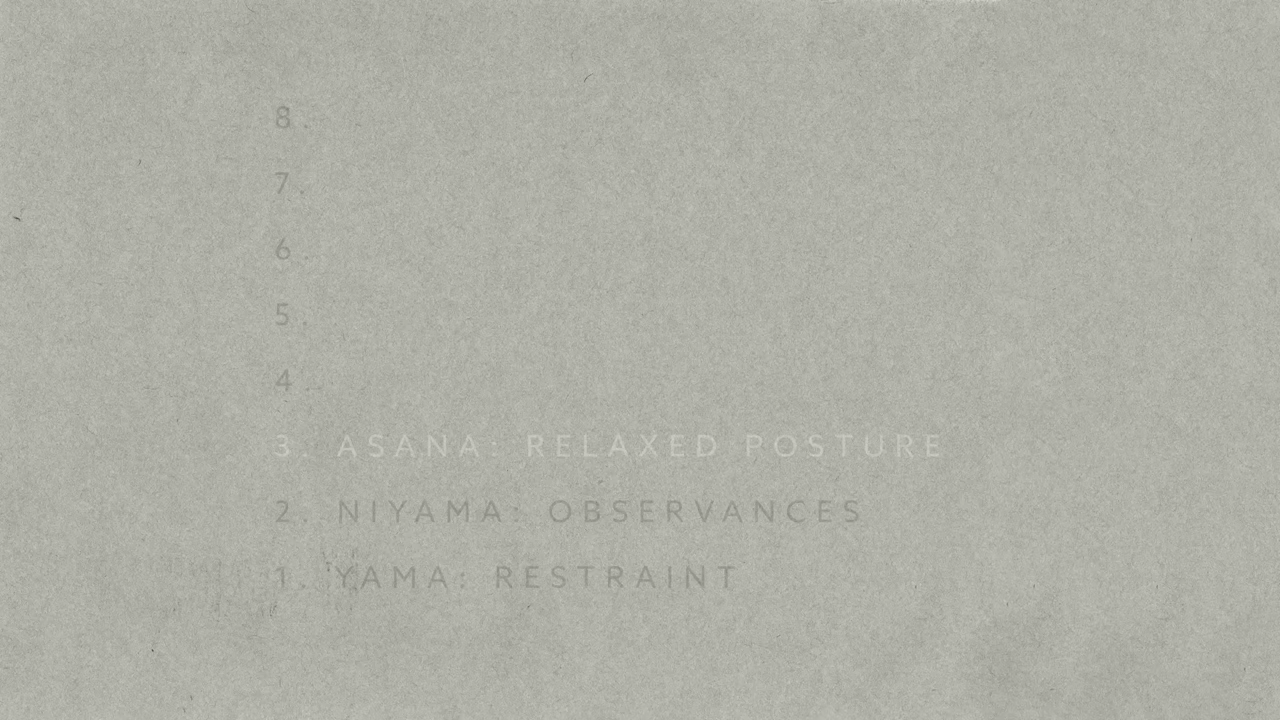 8.
7.
6.
5.
4.
3. ASANA: RELAXED POSTURE
2. NIYAMA: OBSERVANCES
1. YAMA: RESTRAINT